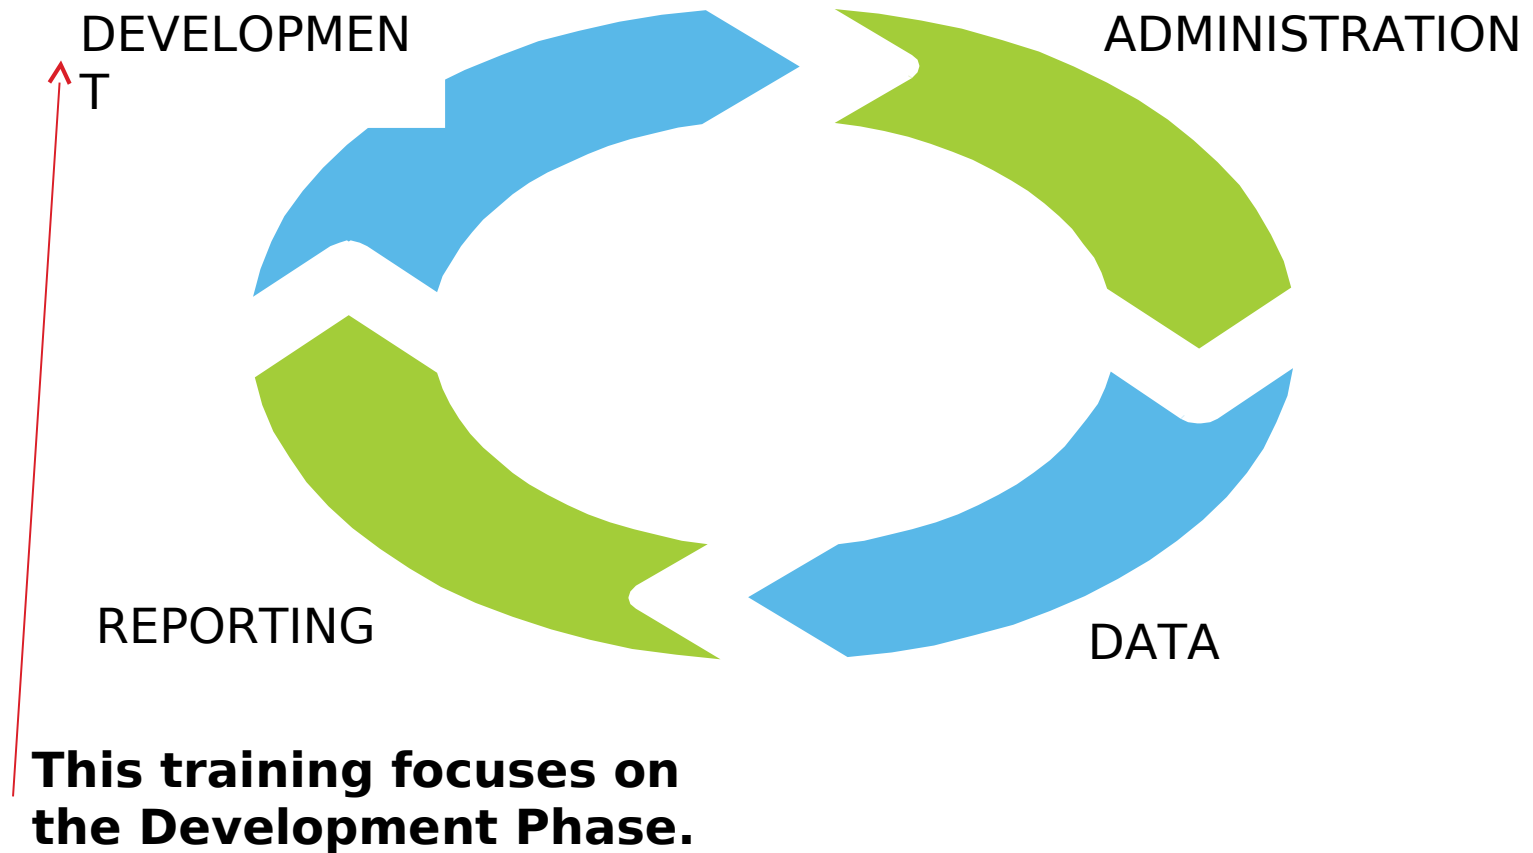 DEVELOPMEN
T
ADMINISTRATION
REPORTING
DATA
This training focuses on
the Development Phase.